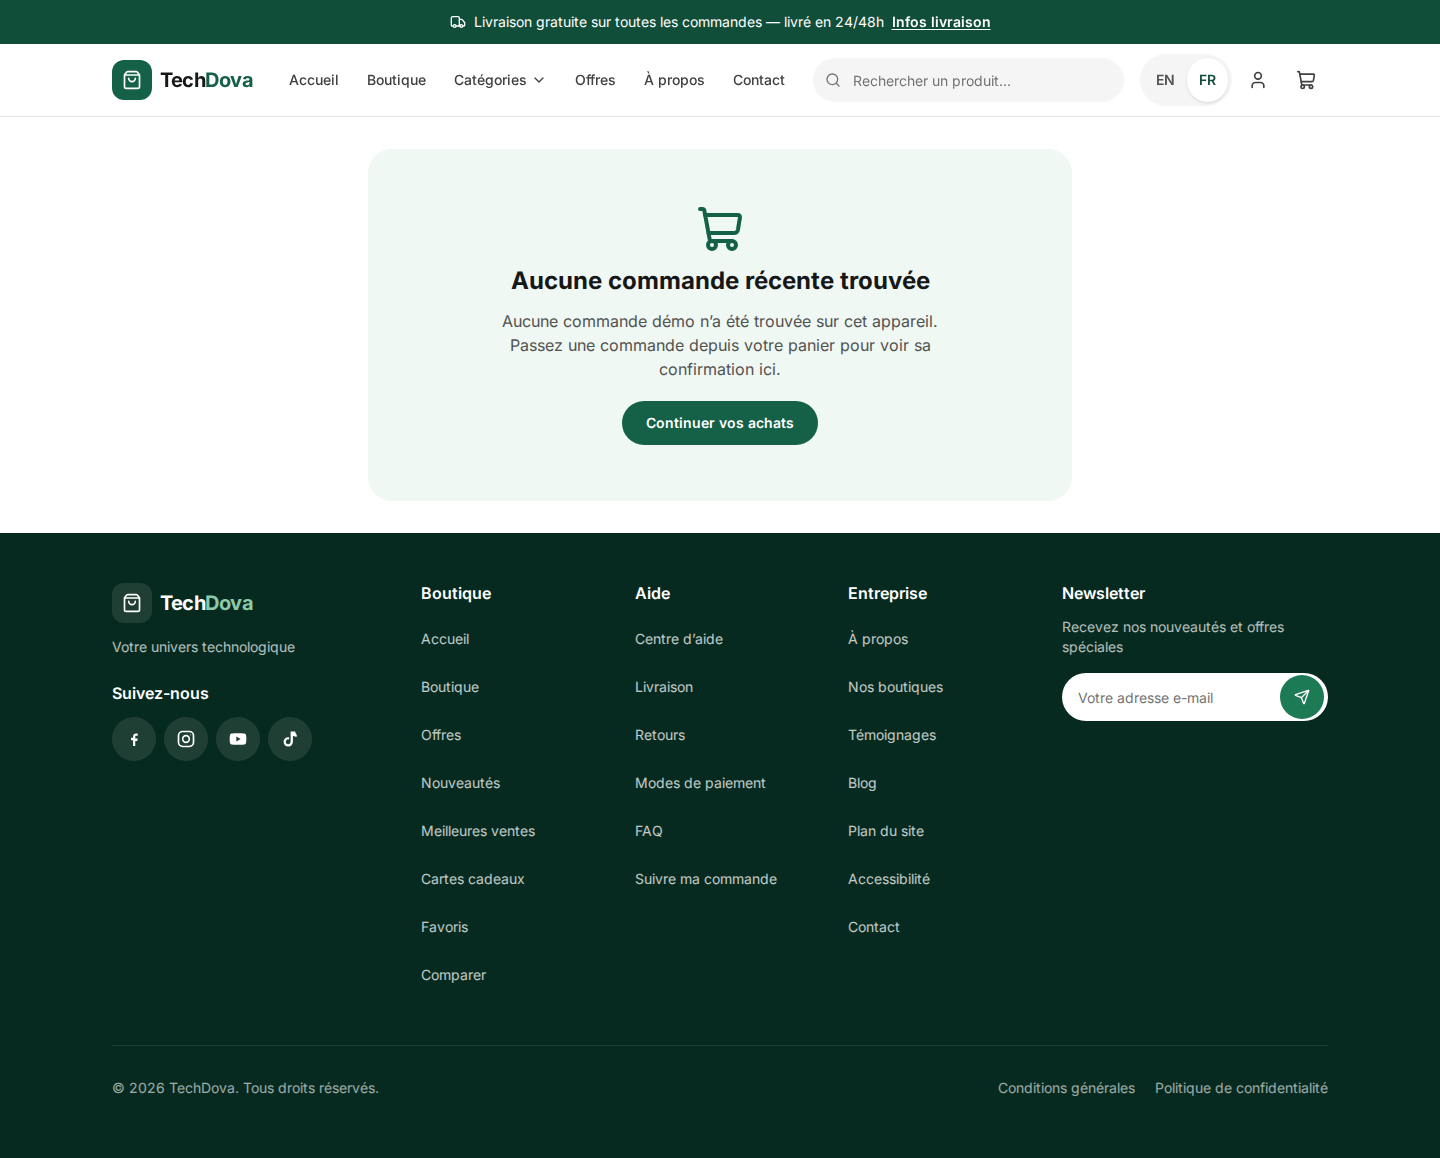 Livraison gratuite sur toutes les commandes — livré en 24/48h Infos livraison
TechDova
Accueil
Boutique
Catégories
Offres
À propos
Contact
Rechercher un produit...
EN
FR
Aucune commande récente trouvée
Aucune commande démo n’a été trouvée sur cet appareil.
Passez une commande depuis votre panier pour voir sa
confirmation ici.
Continuer vos achats
TechDova
Votre univers technologique
Suivez-nous
Boutique
Accueil
Boutique
Offres
Nouveautés
Meilleures ventes
Cartes cadeaux
Favoris
Comparer
Aide
Centre d’aide
Livraison
Retours
Modes de paiement
FAQ
Suivre ma commande
Entreprise
À propos
Nos boutiques
Témoignages
Blog
Plan du site
Accessibilité
Contact
Newsletter
Recevez nos nouveautés et offres
spéciales
Votre adresse e-mail
© 2026 TechDova. Tous droits réservés.
Conditions générales
Politique de confidentialité